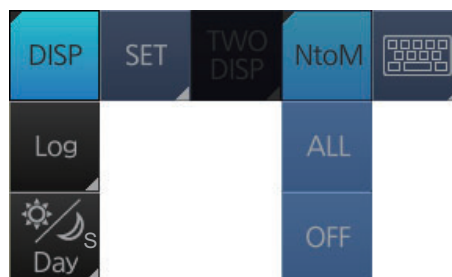 DISP
SET
TWO
DISP
NtoM
Log
ALL
S
Day
OFF